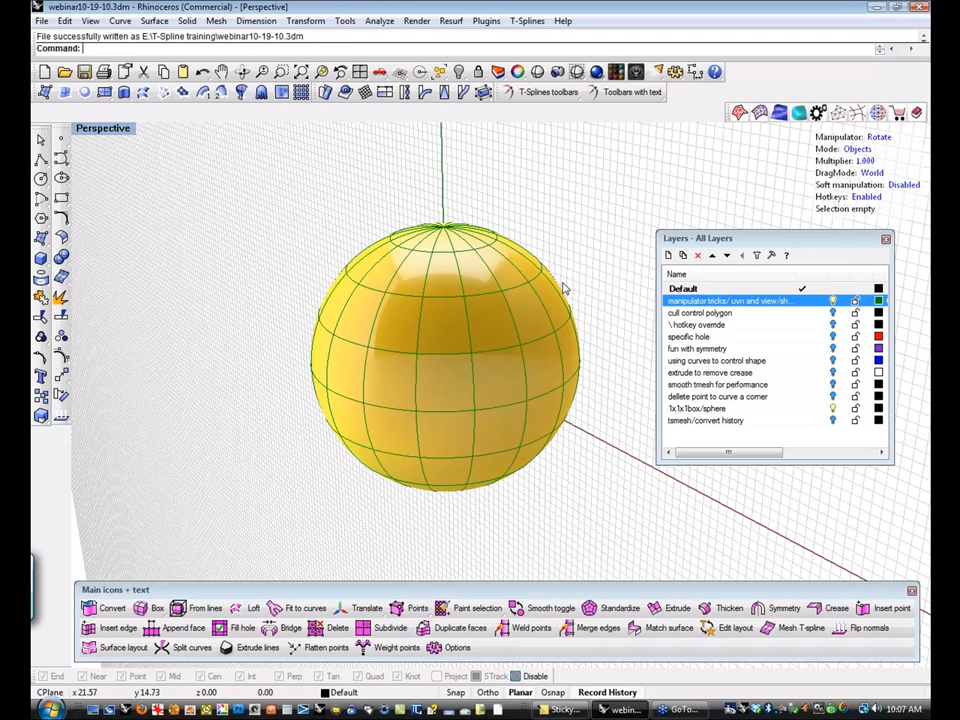 webinar10-19-10.3dm - Rhinoceros (Commercial) - [Perspective]
File Edit View Curve Surface Solid Mesh Dimension Transform Tools Analyze Render Resurf Plugins T-Splines Help
File successfully written as E:\T-Spline training\webinar10-19-10.3dm
Command:
T-Splines toolbars Toolbars with text
Perspective
Manipulator: Rotate
Mode: Objects
Multiplier: 1.000
DragMode: World
Soft manipulation: Disabled
Hotkeys: Enabled
Selection empty
Layers - All Layers
Name
Default
manipulator tricks/ uvn and view/sh...
cull control polygon
\ hotkey override
specific hole
fun with symmetry
using curves to control shape
extrude to remove crease
smooth tmesh for performance
dellete point to curve a corner
1x1x1box/sphere
tsmesh/convert history
Main icons + text
Convert Box From lines Loft Fit to curves Translate Points Paint selection Smooth toggle Standardize Extrude Thicken Symmetry Crease Insert point
Insert edge Append face Fill hole Bridge Delete Subdivide Duplicate faces Weld points Merge edges Match surface Edit layout Mesh T-spline Flip normals
Surface layout Split curves Extrude lines Flatten points Weight points Options
End Near Point Mid Cen Int Perp Tan Quad Knot Project STrack Disable
CPlane x 21.57 y 14.73 z 0.00 0.00 Default Snap Ortho Planar Osnap Record History
Sticky... webin... GoTo... 10:07 AM